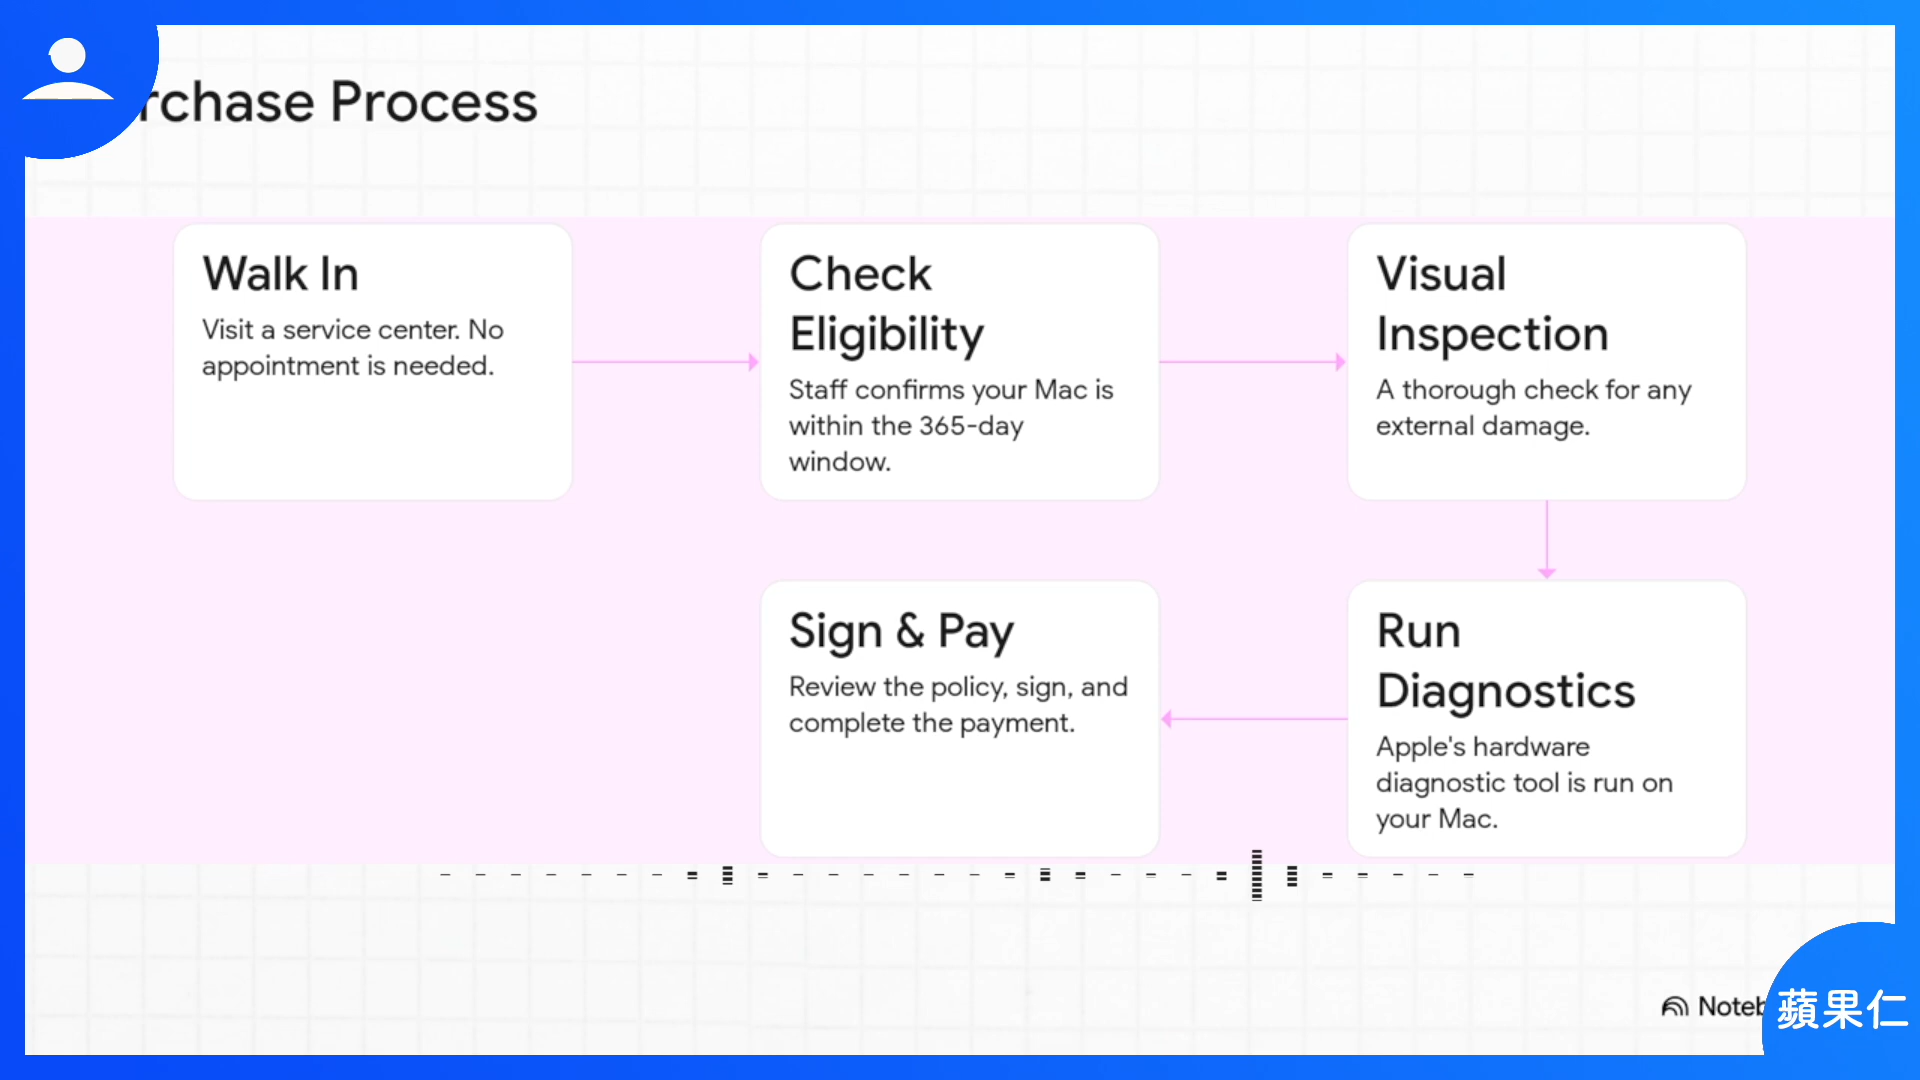 rchase Process
Walk In
Visit a service center. No
appointment is needed.
Check
Eligibility
Staff confirms your Mac is
within the 365-day
window.
Visual
Inspection
A thorough check for any
external damage.
Sign & Pay
Review the policy, sign, and
complete the payment.
Run
Diagnostics
Apple's hardware
diagnostic tool is run on
your Mac.
Noteb
蘋果仁